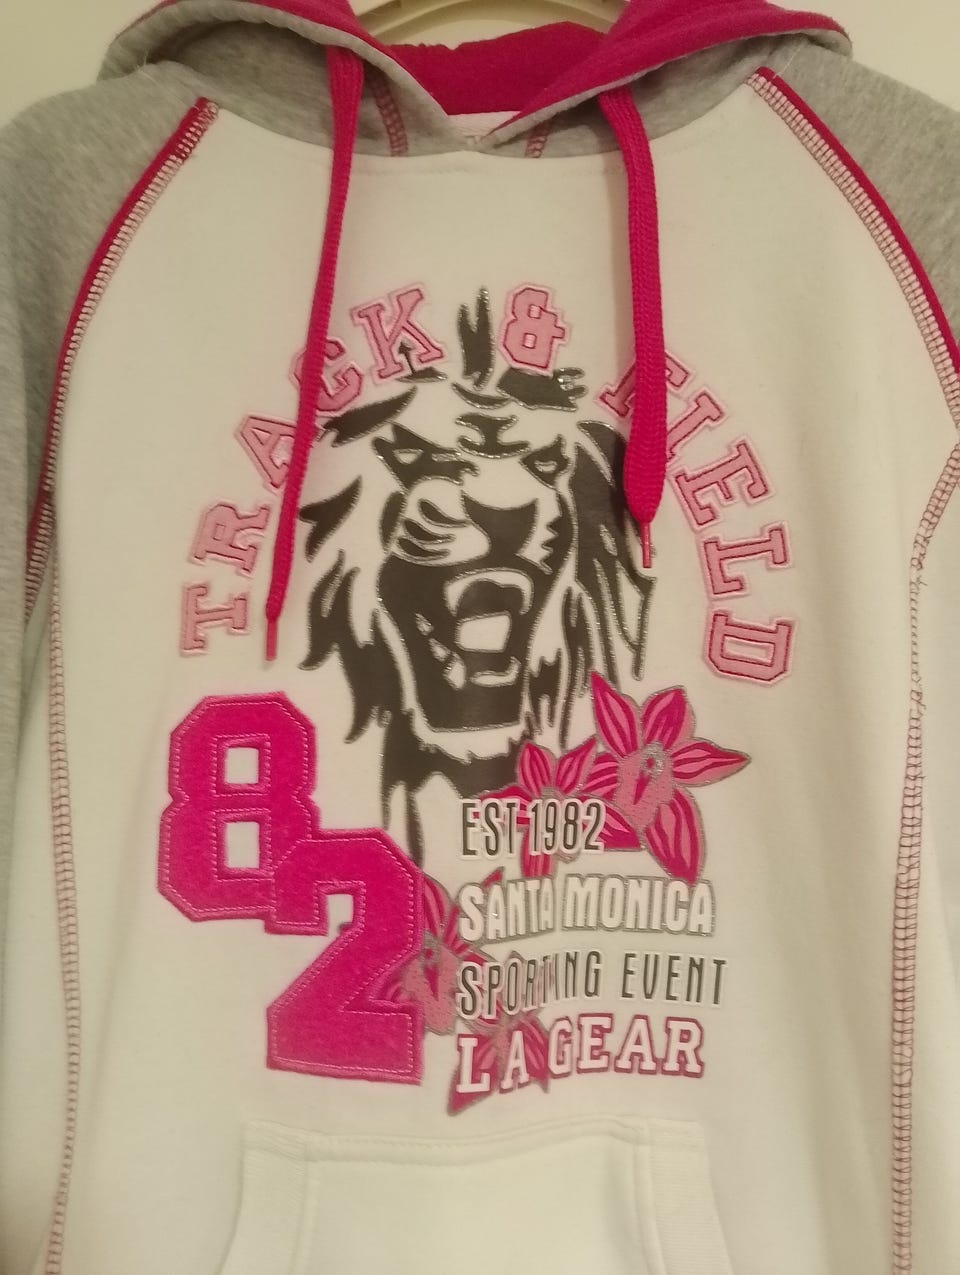 TRACK & FIELD
82
EST 1982
SANTA MONICA
SPORTING EVENT
LA GEAR